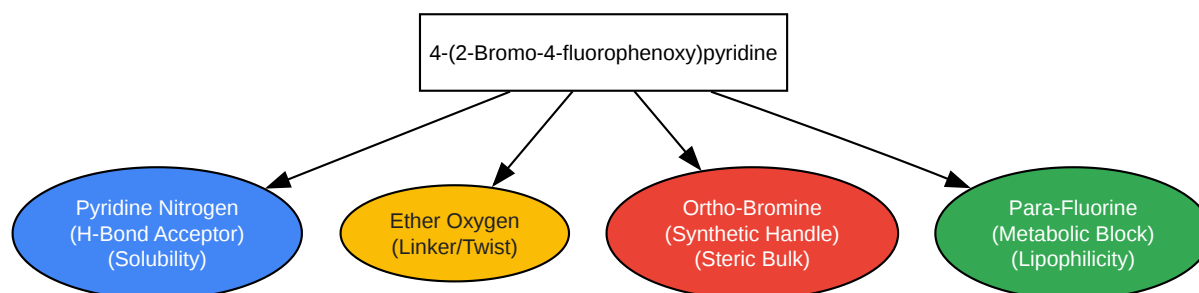 4-(2-Bromo-4-fluorophenoxy)pyridine
Pyridine Nitrogen
(H-Bond Acceptor)
(Solubility)
Ether Oxygen
(Linker/Twist)
Ortho-Bromine
(Synthetic Handle)
(Steric Bulk)
Para-Fluorine
(Metabolic Block)
(Lipophilicity)